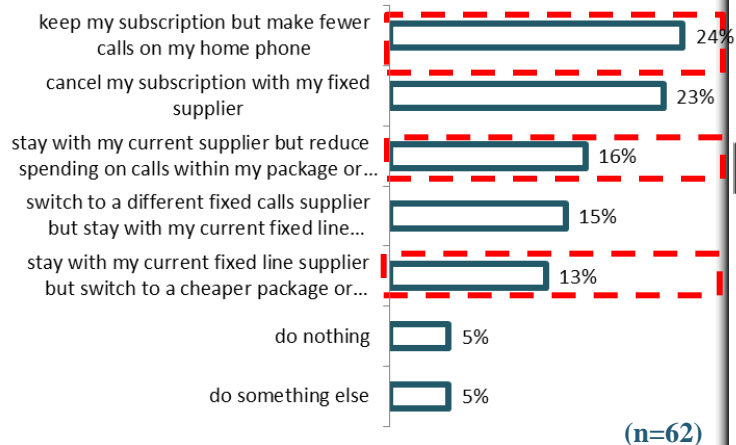 keep my subscription but make fewer
calls on my home phone
24%
cancel my subscription with my fixed
supplier
23%
stay with my current supplier but reduce
spending on calls within my package or...
16%
switch to a different fixed calls supplier
but stay with my current fixed line...
15%
stay with my current fixed line supplier
but switch to a cheaper package or...
13%
do nothing
5%
do something else
5%
(n=62)